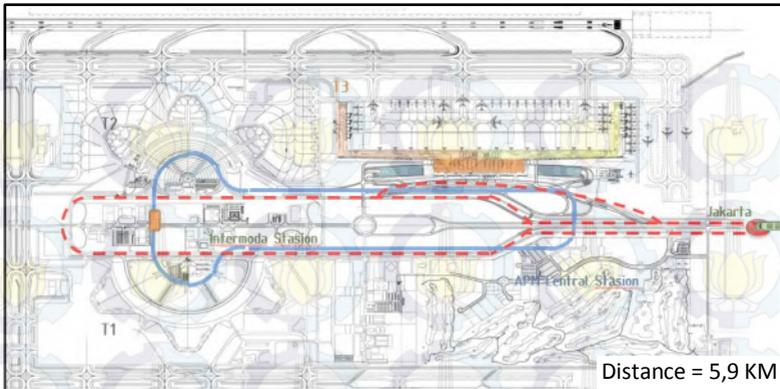 T3
T2
Jakarta
Intermoda Stasion
APM Central Stasion
T1
Distance = 5,9 KM